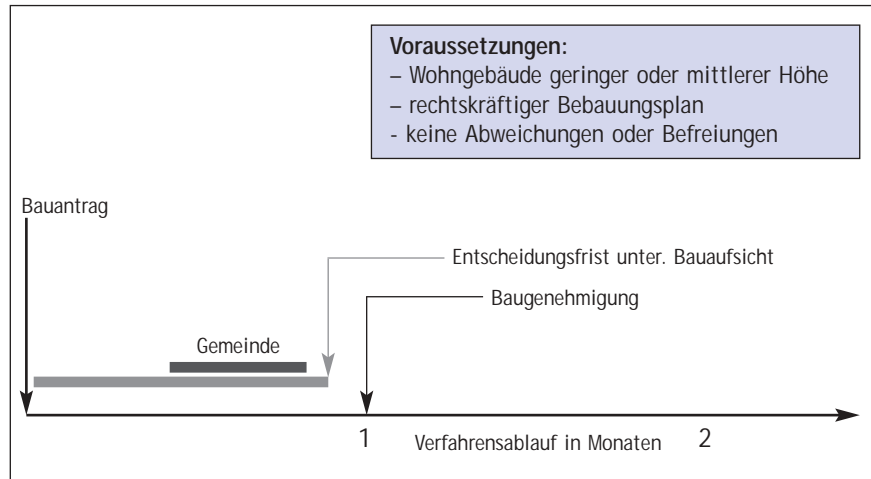 Voraussetzungen:
– Wohngebäude geringer oder mittlerer Höhe
– rechtskräftiger Bebauungsplan
- keine Abweichungen oder Befreiungen
Bauantrag
Entscheidungsfrist unter. Bauaufsicht
Baugenehmigung
Gemeinde
1 Verfahrensablauf in Monaten 2